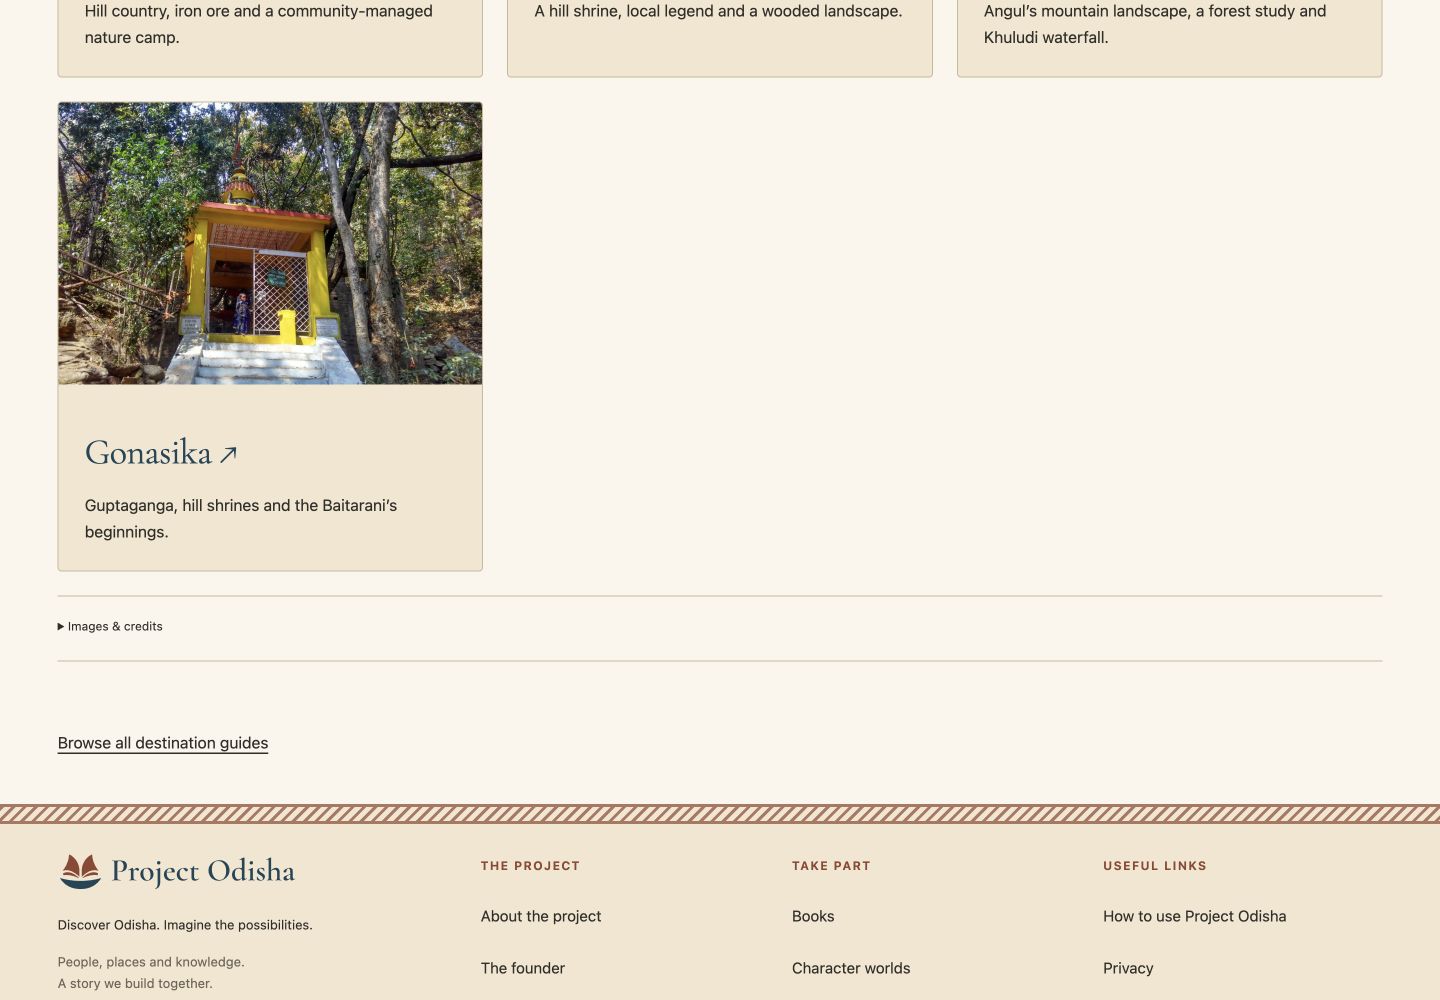 Hill country, iron ore and a community-managed
nature camp.
A hill shrine, local legend and a wooded landscape.
Angul’s mountain landscape, a forest study and
Khuludi waterfall.
Gonasika ↗
Guptaganga, hill shrines and the Baitarani’s
beginnings.
Images & credits
Browse all destination guides
Project Odisha
Discover Odisha. Imagine the possibilities.
People, places and knowledge.
A story we build together.
THE PROJECT
About the project
The founder
TAKE PART
Books
Character worlds
USEFUL LINKS
How to use Project Odisha
Privacy